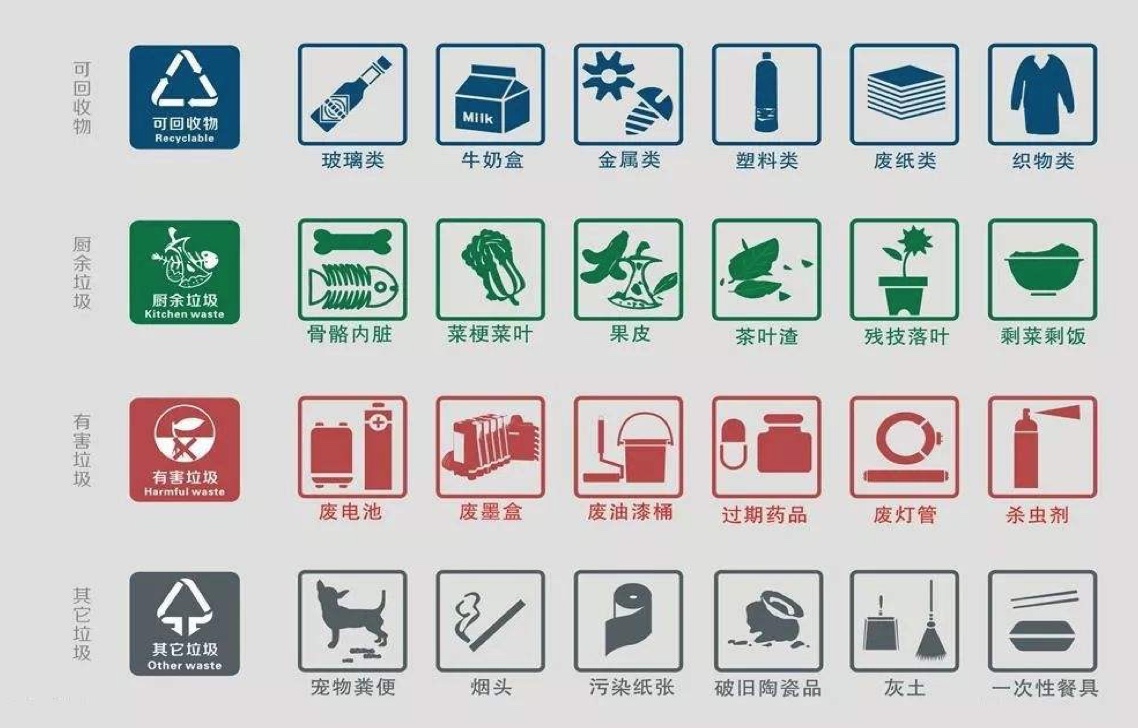 可回收物
可回收物
Recyclable
Milk
玻璃类
牛奶盒
金属类
塑料类
废纸类
织物类
厨余垃圾
厨余垃圾
Kitchen waste
骨骼内脏
菜梗菜叶
果皮
茶叶渣
残技落叶
剩菜剩饭
有害垃圾
有害垃圾
Harmful waste
废电池
废墨盒
废油漆桶
过期药品
废灯管
杀虫剂
其它垃圾
其它垃圾
Other waste
宠物粪便
烟头
污染纸张
破旧陶瓷品
灰土
一次性餐具